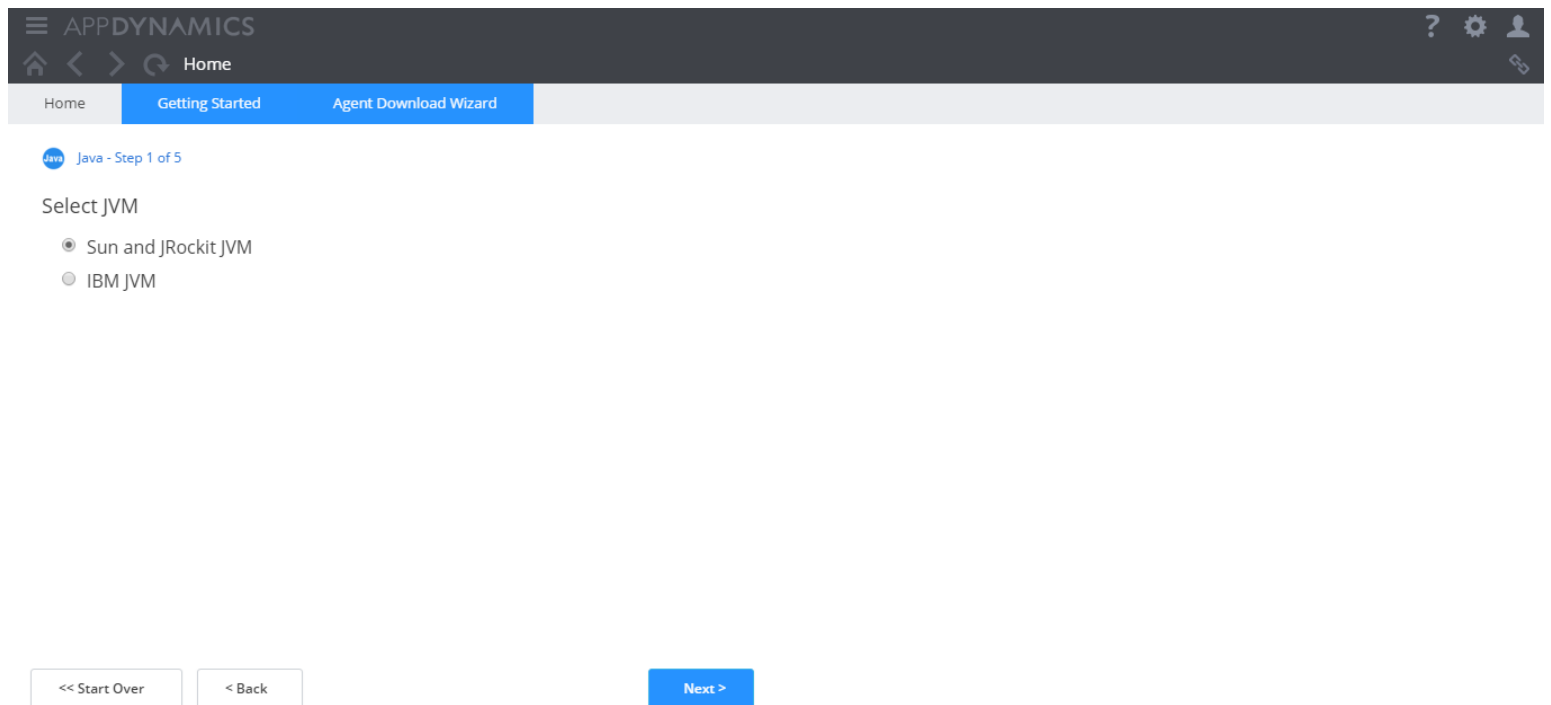 APPDYNAMICS
?
Home
Home Getting Started Agent Download Wizard
Java Java - Step 1 of 5
Select JVM
Sun and JRockit JVM
IBM JVM
<< Start Over < Back Next >